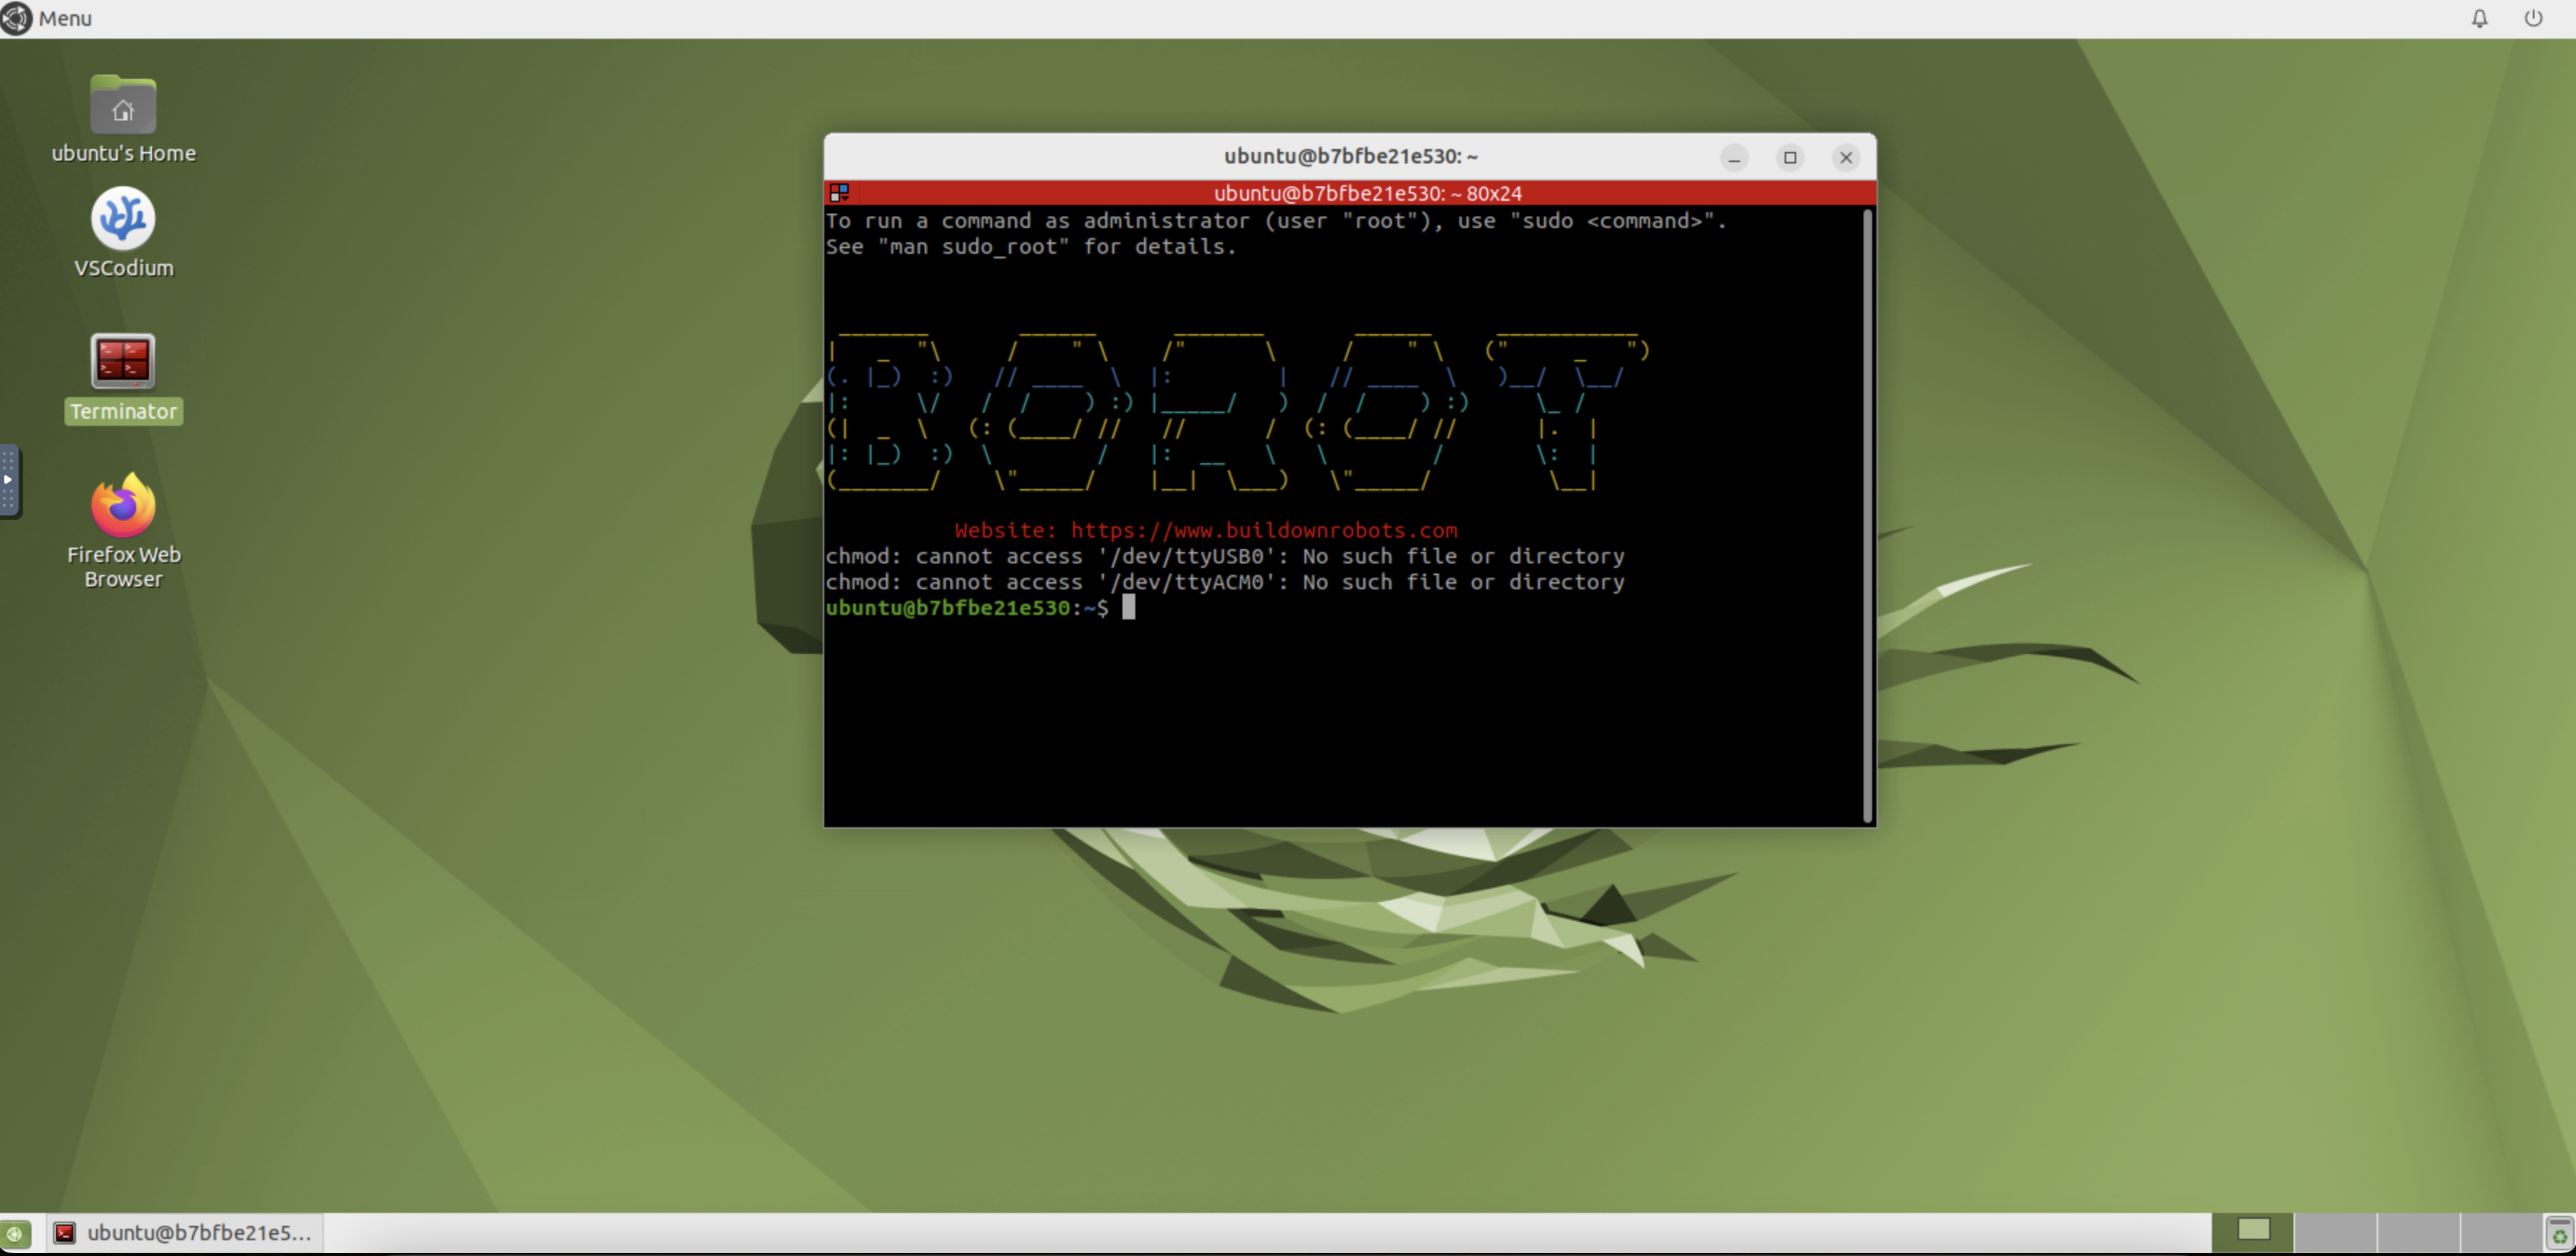 Menu
ubuntu's Home
VSCodium
Terminator
Firefox Web
Browser
ubuntu@b7bfbe21e530: ~
ubuntu@b7bfbe21e530: ~ 80x24
To run a command as administrator (user "root"), use "sudo <command>".
See "man sudo_root" for details.
BOROT
Website: https://www.buildownrobots.com
chmod: cannot access '/dev/ttyUSB0': No such file or directory
chmod: cannot access '/dev/ttyACM0': No such file or directory
ubuntu@b7bfbe21e530:~$
ubuntu@b7bfbe21e5...